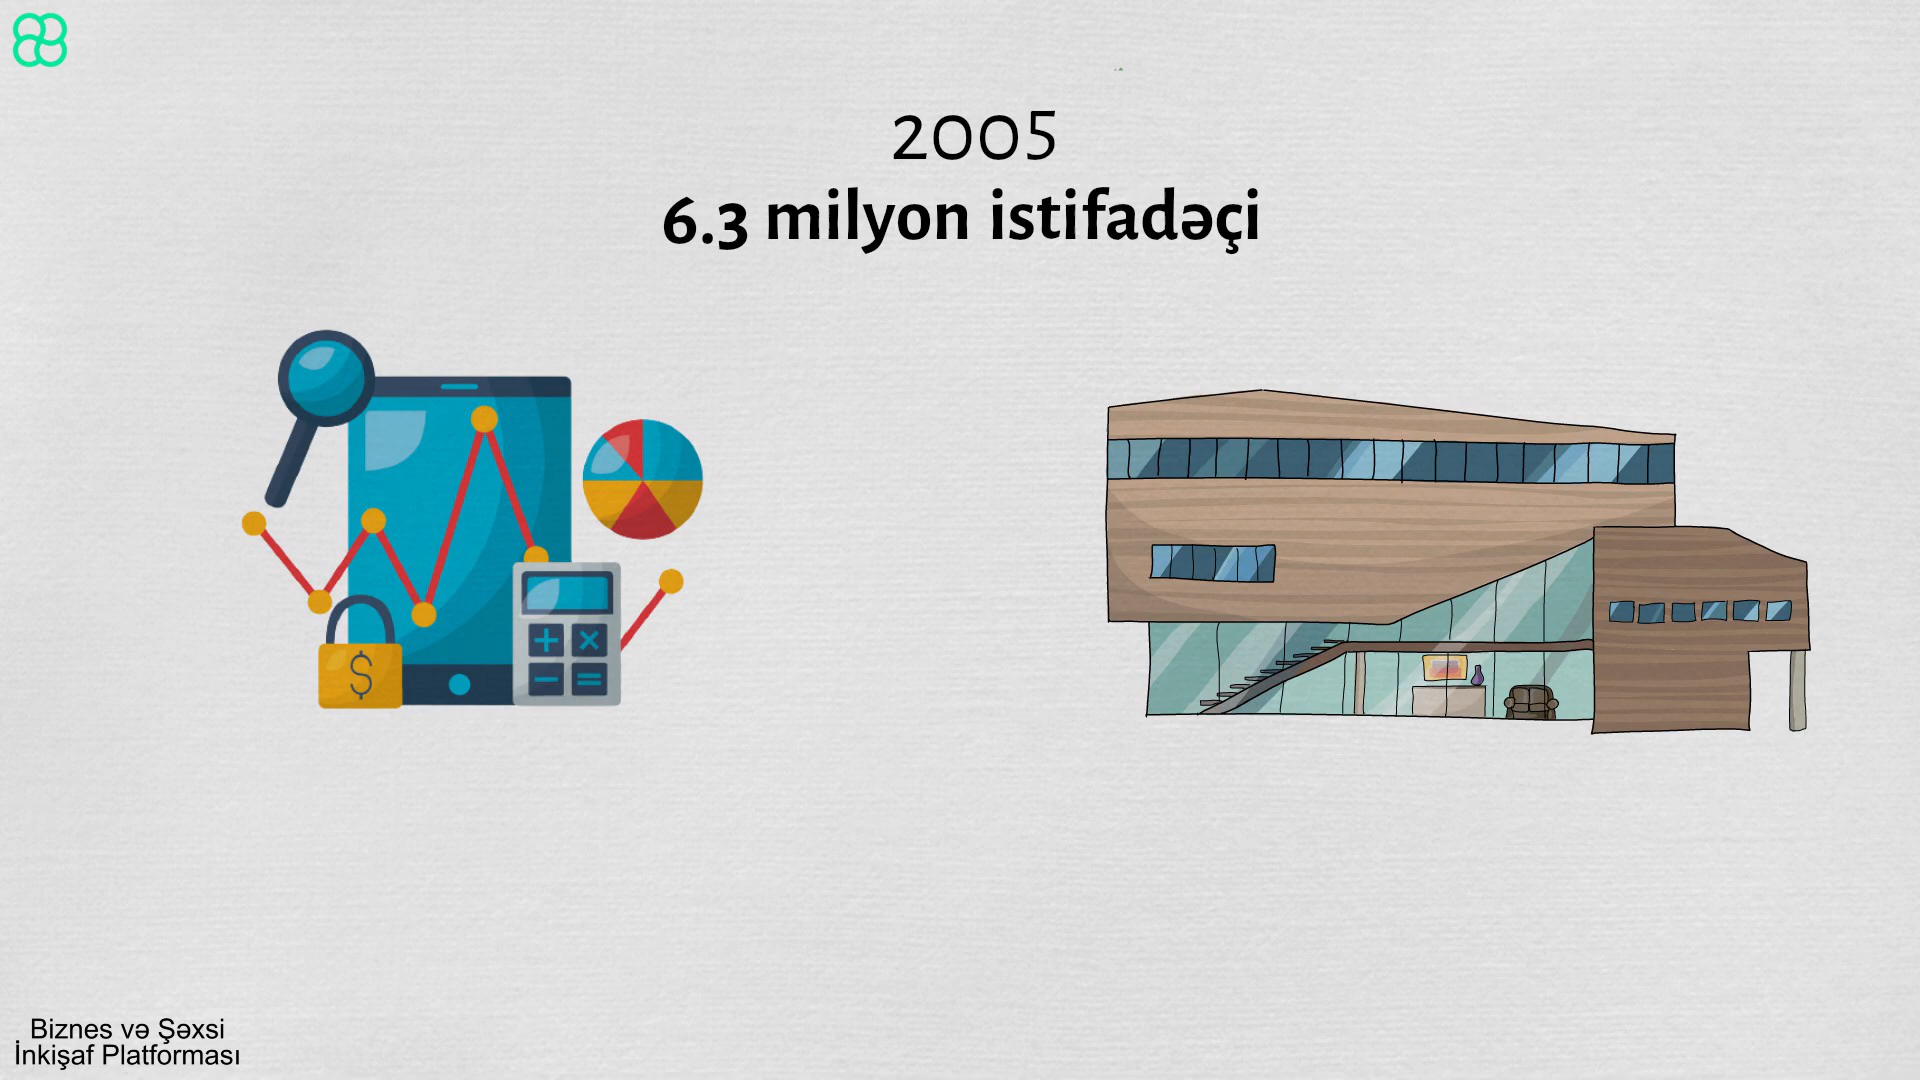 2005
6.3 milyon istifadəçi
$
Biznes və Şəxsi
İnkişaf Platforması